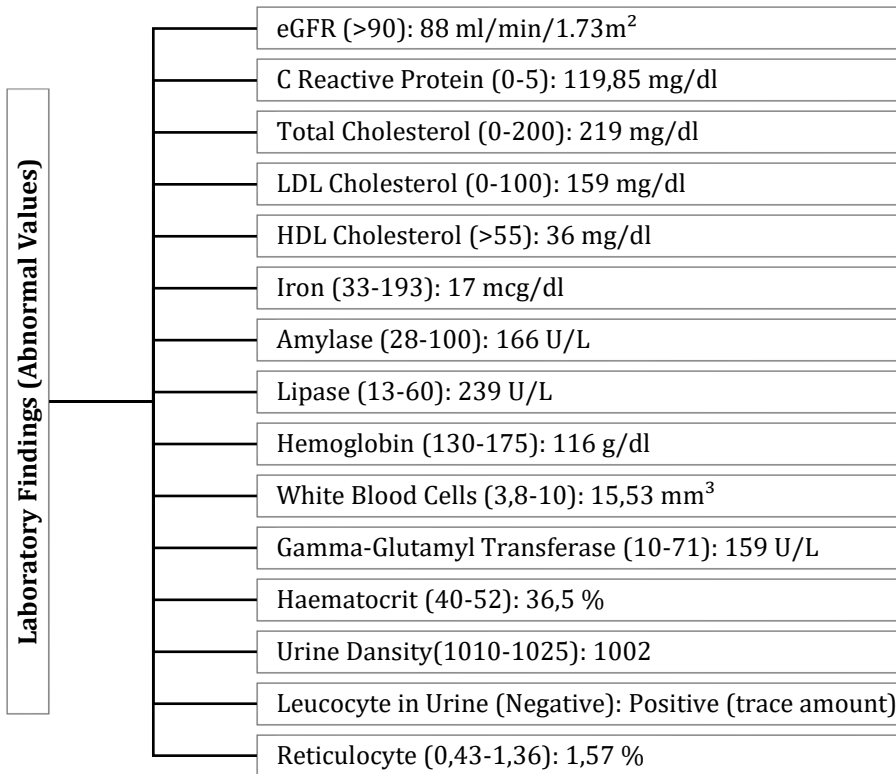 Laboratory Findings (Abnormal Values)
eGFR (>90): 88 ml/min/1.73m²
C Reactive Protein (0-5): 119,85 mg/dl
Total Cholesterol (0-200): 219 mg/dl
LDL Cholesterol (0-100): 159 mg/dl
HDL Cholesterol (>55): 36 mg/dl
Iron (33-193): 17 mcg/dl
Amylase (28-100): 166 U/L
Lipase (13-60): 239 U/L
Hemoglobin (130-175): 116 g/dl
White Blood Cells (3,8-10): 15,53 mm³
Gamma-Glutamyl Transferase (10-71): 159 U/L
Haematocrit (40-52): 36,5 %
Urine Dansity(1010-1025): 1002
Leucocyte in Urine (Negative): Positive (trace amount)
Reticulocyte (0,43-1,36): 1,57 %